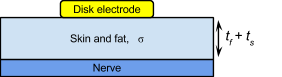 Disk electrode
Skin and fat, σ
t_f + t_s
Nerve